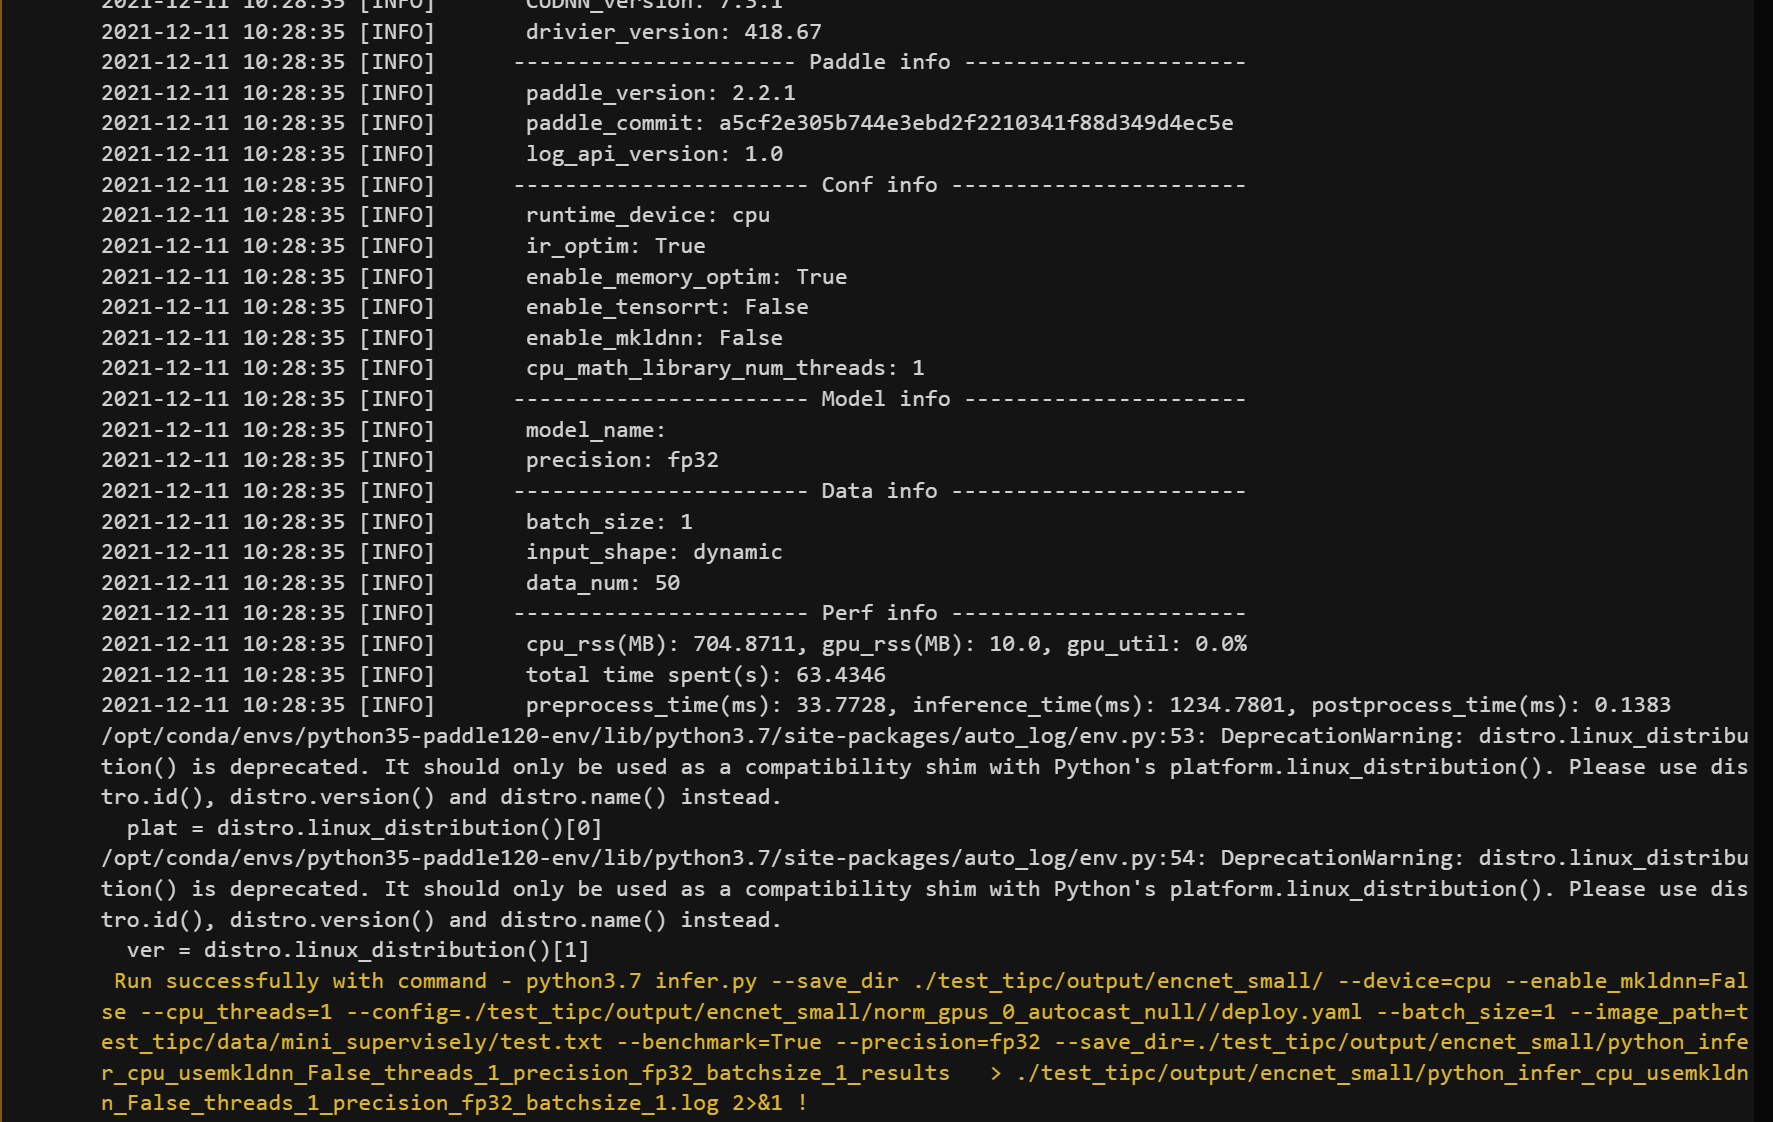 2021-12-11 10:28:35 [INFO] CUDNN_version: 7.3.1
2021-12-11 10:28:35 [INFO] drivier_version: 418.67
2021-12-11 10:28:35 [INFO] ---------------------- Paddle info ----------------------
2021-12-11 10:28:35 [INFO] paddle_version: 2.2.1
2021-12-11 10:28:35 [INFO] paddle_commit: a5cf2e305b744e3ebd2f2210341f88d349d4ec5e
2021-12-11 10:28:35 [INFO] log_api_version: 1.0
2021-12-11 10:28:35 [INFO] ----------------------- Conf info -----------------------
2021-12-11 10:28:35 [INFO] runtime_device: cpu
2021-12-11 10:28:35 [INFO] ir_optim: True
2021-12-11 10:28:35 [INFO] enable_memory_optim: True
2021-12-11 10:28:35 [INFO] enable_tensorrt: False
2021-12-11 10:28:35 [INFO] enable_mkldnn: False
2021-12-11 10:28:35 [INFO] cpu_math_library_num_threads: 1
2021-12-11 10:28:35 [INFO] ----------------------- Model info ----------------------
2021-12-11 10:28:35 [INFO] model_name:
2021-12-11 10:28:35 [INFO] precision: fp32
2021-12-11 10:28:35 [INFO] ----------------------- Data info -----------------------
2021-12-11 10:28:35 [INFO] batch_size: 1
2021-12-11 10:28:35 [INFO] input_shape: dynamic
2021-12-11 10:28:35 [INFO] data_num: 50
2021-12-11 10:28:35 [INFO] ----------------------- Perf info -----------------------
2021-12-11 10:28:35 [INFO] cpu_rss(MB): 704.8711, gpu_rss(MB): 10.0, gpu_util: 0.0%
2021-12-11 10:28:35 [INFO] total time spent(s): 63.4346
2021-12-11 10:28:35 [INFO] preprocess_time(ms): 33.7728, inference_time(ms): 1234.7801, postprocess_time(ms): 0.1383
/opt/conda/envs/python35-paddle120-env/lib/python3.7/site-packages/auto_log/env.py:53: DeprecationWarning: distro.linux_distribu
tion() is deprecated. It should only be used as a compatibility shim with Python's platform.linux_distribution(). Please use dis
tro.id(), distro.version() and distro.name() instead.
  plat = distro.linux_distribution()[0]
/opt/conda/envs/python35-paddle120-env/lib/python3.7/site-packages/auto_log/env.py:54: DeprecationWarning: distro.linux_distribu
tion() is deprecated. It should only be used as a compatibility shim with Python's platform.linux_distribution(). Please use dis
tro.id(), distro.version() and distro.name() instead.
  ver = distro.linux_distribution()[1]
 Run successfully with command - python3.7 infer.py --save_dir ./test_tipc/output/encnet_small/ --device=cpu --enable_mkldnn=Fal
se --cpu_threads=1 --config=./test_tipc/output/encnet_small/norm_gpus_0_autocast_null//deploy.yaml --batch_size=1 --image_path=t
est_tipc/data/mini_supervisely/test.txt --benchmark=True --precision=fp32 --save_dir=./test_tipc/output/encnet_small/python_infe
r_cpu_usemkldnn_False_threads_1_precision_fp32_batchsize_1_results   > ./test_tipc/output/encnet_small/python_infer_cpu_usemkldn
n_False_threads_1_precision_fp32_batchsize_1.log 2>&1 !